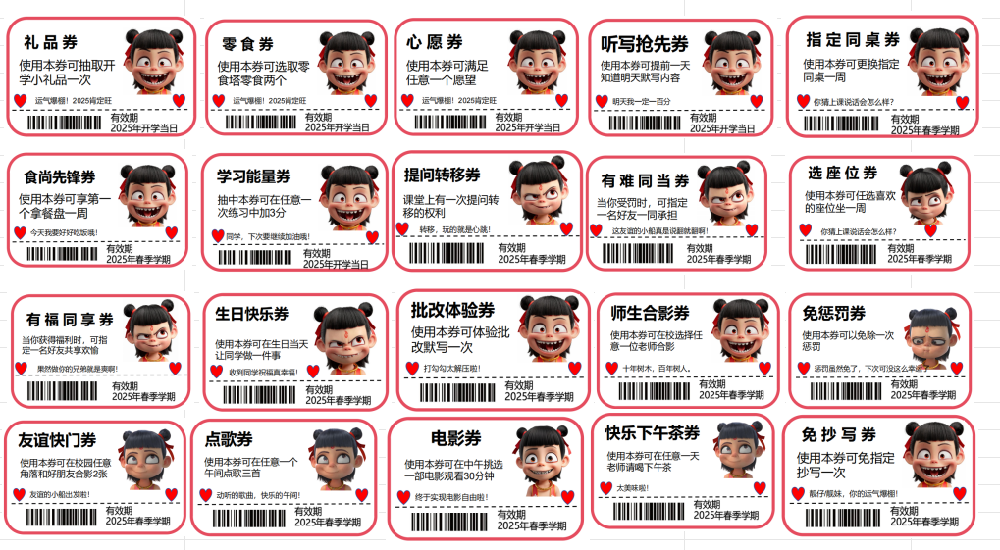 礼品券
使用本券可抽取开
学小礼品一次
运气爆棚！2025肯定旺
有效期
2025年开学当日
零食券
使用本券可选取零
食塔零食两个
运气爆棚！2025肯定旺
有效期
2025年开学当日
心愿券
使用本券可满足
任意一个愿望
运气爆棚！2025肯定旺
有效期
2025年开学当日
听写抢先券
使用本券可提前一天
知道明天默写内容
明天我一定一百分
有效期
2025年开学当日
指定同桌券
使用本券可更换指定
同桌一周
你猜上课说话会怎么样？
有效期
2025年春季学期
食尚先锋券
使用本券可享第一
个拿餐盘一周
今天我要好好吃饭哦！
有效期
2025年春季学期
学习能量券
抽中本券可在任意一
次练习中加3分
同学，下次要继续加油哦！
有效期
2025年开学当日
提问转移券
课堂上有一次提问转
移的权利
转移，玩的就是心跳！
有效期
2025年春季学期
有难同当券
当你受罚时，可指定
一名好友一同承担
这友谊的小船真是说翻就翻啊！
有效期
2025年春季学期
选座位券
使用本券可任选喜欢
的座位坐一周
你猜上课说话会怎么样？
有效期
2025年春季学期
有福同享券
当你获得福利时，可指
定一名好友共享欢愉
果然做你的兄弟就是爽啊！
有效期
2025年春季学期
生日快乐券
使用本券可在生日当天
让同学做一件事
收到同学祝福真幸福！
有效期
2025年春季学期
批改体验券
使用本券可体验批
改默写一次
打勾勾太解压啦！
有效期
2025年春季学期
师生合影券
使用本券可在校选择任
意一位老师合影
十年树木，百年树人。
有效期
2025年春季学期
免惩罚券
使用本券可以免除一次
惩罚
惩罚虽然免了，下次可没这么幸运了
有效期
2025年春季学期
友谊快门券
使用本券可在校园任意
角落和好朋友合影2张
友谊的小船出发啦！
有效期
2025年春季学期
点歌券
使用本券可在任意一个
午间点歌三首
动听的歌曲，快乐的午间！
有效期
2025年春季学期
电影券
使用本券可在中午挑选
一部电影观看30分钟
终于实现电影自由啦！
有效期
2025年春季学期
快乐下午茶券
使用本券可在任意一天
老师请喝下午茶
太美味啦！
有效期
2025年春季学期
免抄写券
使用本券可免指定
抄写一次
靓仔/靓妹，你的运气爆棚！
有效期
2025年春季学期